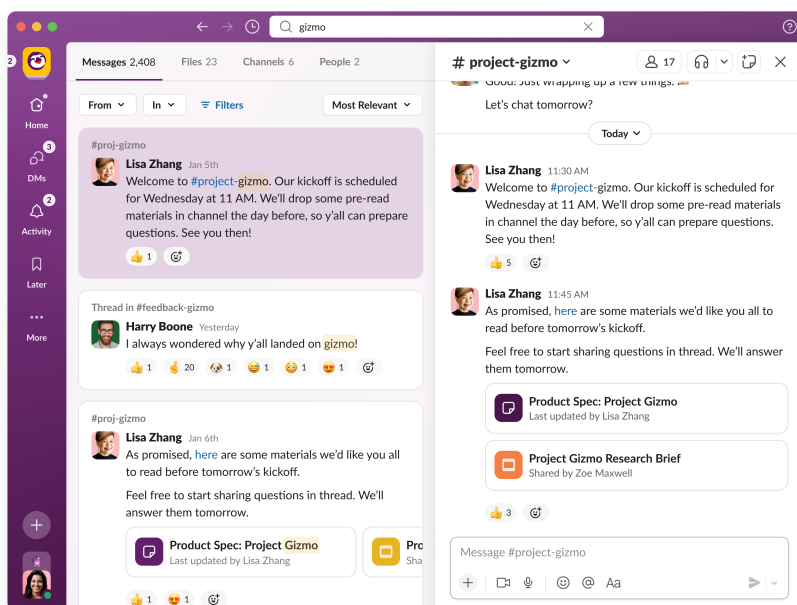 gizmo
2
Home
3
DMs
2
Activity
Later
More
Messages 2,408
Files 23
Channels 6
People 2
From
In
Filters
Most Relevant
#proj-gizmo
Lisa Zhang Jan 5th
Welcome to #project-gizmo. Our kickoff is scheduled
for Wednesday at 11 AM. We’ll drop some pre-read
materials in channel the day before, so y’all can prepare
questions. See you then!
1
Thread in #feedback-gizmo
Harry Boone Yesterday
I always wondered why y’all landed on gizmo!
1 20 1 1 1 1
#proj-gizmo
Lisa Zhang Jan 6th
As promised, here are some materials we’d like you all
to read before tomorrow’s kickoff.
Feel free to start sharing questions in thread. We’ll
answer them tomorrow.
Product Spec: Project Gizmo
Last updated by Lisa Zhang
Pro
Sha
1 1
# project-gizmo
17
Good! Just wrapping up a few things.
Let’s chat tomorrow?
Today
Lisa Zhang 11:30 AM
Welcome to #project-gizmo. Our kickoff is scheduled for
Wednesday at 11 AM. We’ll drop some pre-read materials
in channel the day before, so y’all can prepare questions.
See you then!
5
Lisa Zhang 11:45 AM
As promised, here are some materials we’d like you all to
read before tomorrow’s kickoff.
Feel free to start sharing questions in thread. We’ll answer
them tomorrow.
Product Spec: Project Gizmo
Last updated by Lisa Zhang
Project Gizmo Research Brief
Shared by Zoe Maxwell
3
Message #project-gizmo
Aa